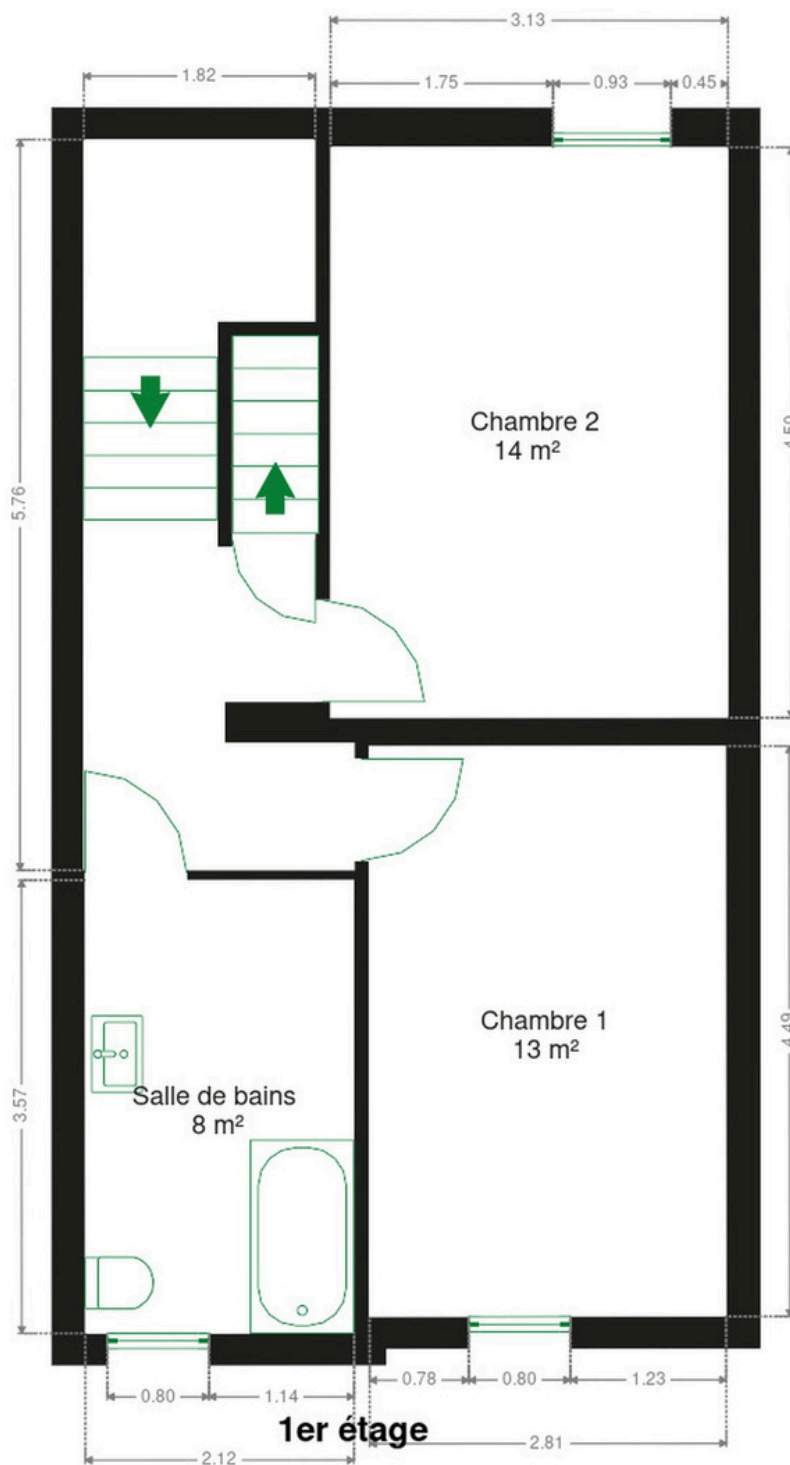 3.13
1.82
1.75
0.93
0.45
5.76
Chambre 2
14 m²
4.50
Chambre 1
13 m²
4.49
3.57
Salle de bains
8 m²
0.80
1.14
0.78
0.80
1.23
1er étage
2.12
2.81